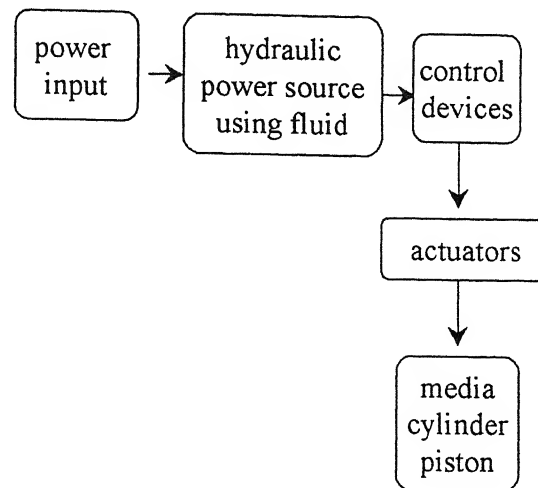 power
input
hydraulic
power source
using fluid
control
devices
actuators
media
cylinder
piston